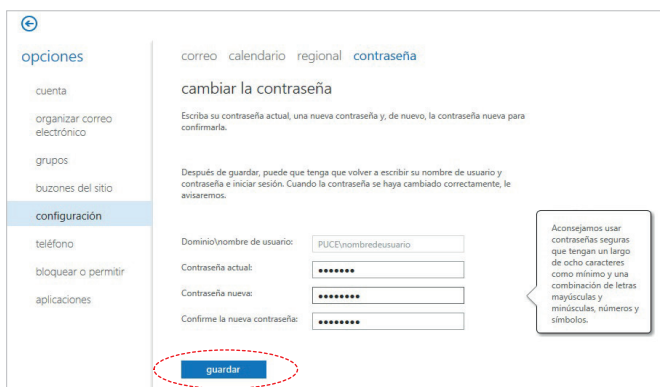 opciones
cuenta
organizar correo
electrónico
grupos
buzones del sitio
configuración
teléfono
bloquear o permitir
aplicaciones
correo calendario regional contraseña
cambiar la contraseña
Escriba su contraseña actual, una nueva contraseña y, de nuevo, la contraseña nueva para
confirmarla.
Después de guardar, puede que tenga que volver a escribir su nombre de usuario y
contraseña e iniciar sesión. Cuando la contraseña se haya cambiado correctamente, le
avisaremos.
Dominio\nombre de usuario: PUCE\nombredeusuario
Contraseña actual: •••••••
Contraseña nueva: ••••••••
Confirme la nueva contraseña: ••••••••
guardar
Aconsejamos usar
contraseñas seguras
que tengan un largo
de ocho caracteres
como mínimo y una
combinación de letras
mayúsculas y
minúsculas, números y
símbolos.